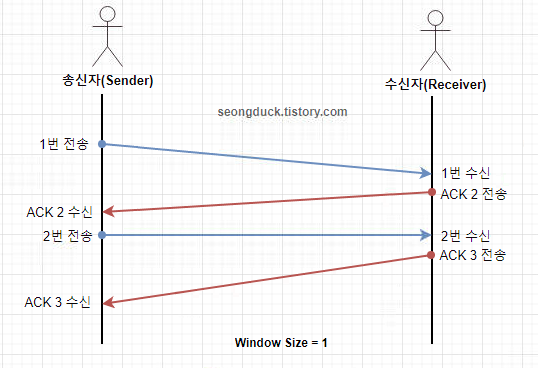 송신자(Sender)
수신자(Receiver)
seongduck.tistory.com
1번 전송
1번 수신
ACK 2 전송
ACK 2 수신
2번 전송
2번 수신
ACK 3 전송
ACK 3 수신
Window Size = 1